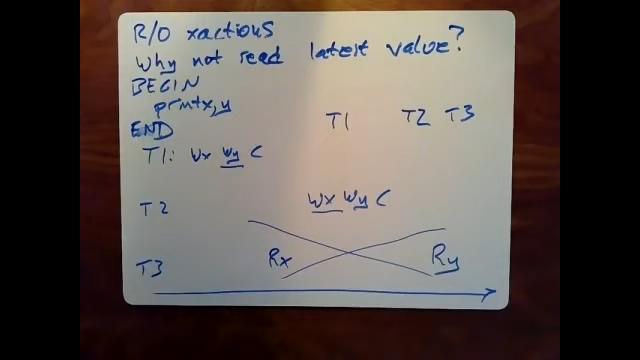 R/O xactions
Why not read latest value?
BEGIN
print x,y
END
T1 T2 T3
T1: Wx Wy C
T2 Wx Wy C
T3 Rx Ry